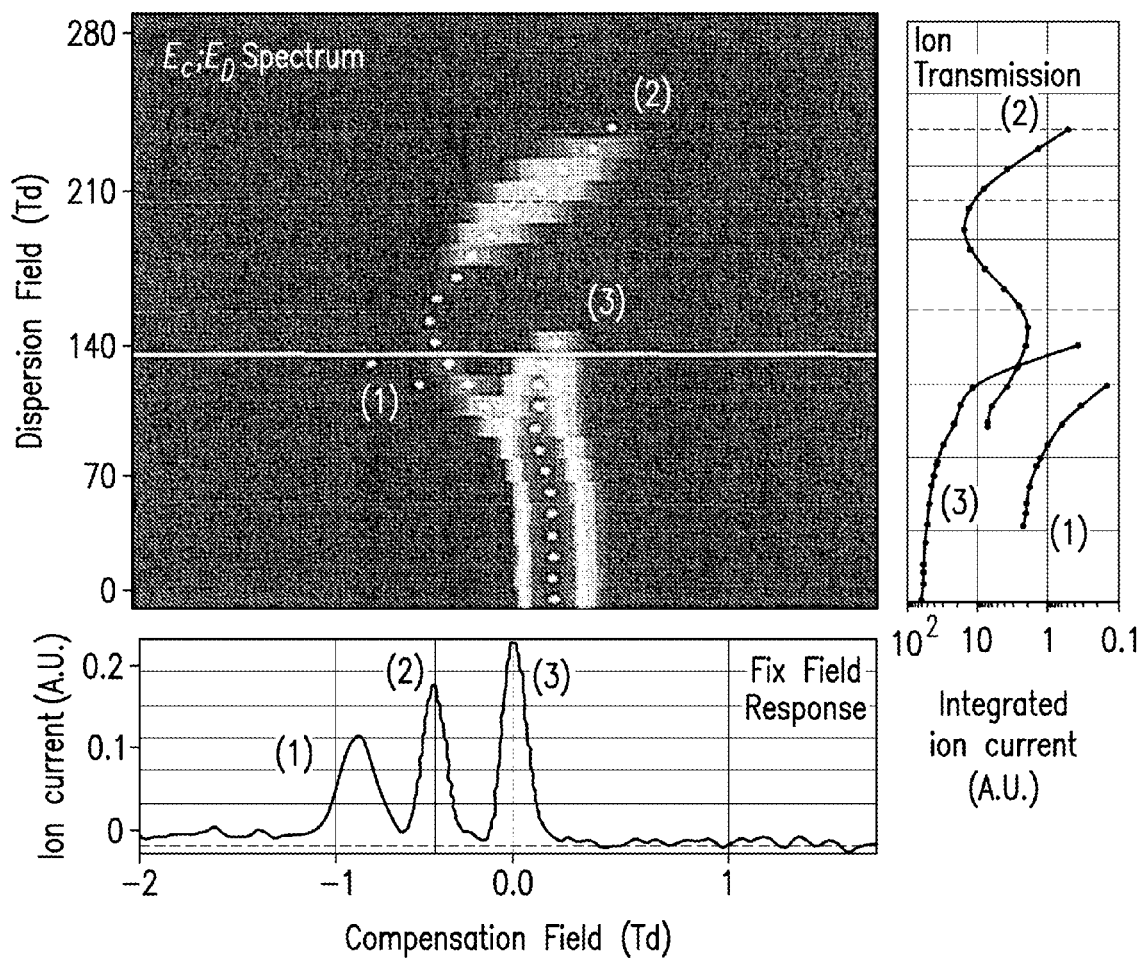 280
210
140
70
0
Dispersion Field (Td)
E_C,E_D Spectrum
(2)
(3)
(1)
Ion
Transmission
(2)
(3)
(1)
10^2
10
1
0.1
Integrated
ion current
(A.U.)
0.2
0.1
0
Ion current(A.U.)
(1)
(2)
(3)
Fix Field
Response
−2
−1
0.0
1
Compensation Field (Td)